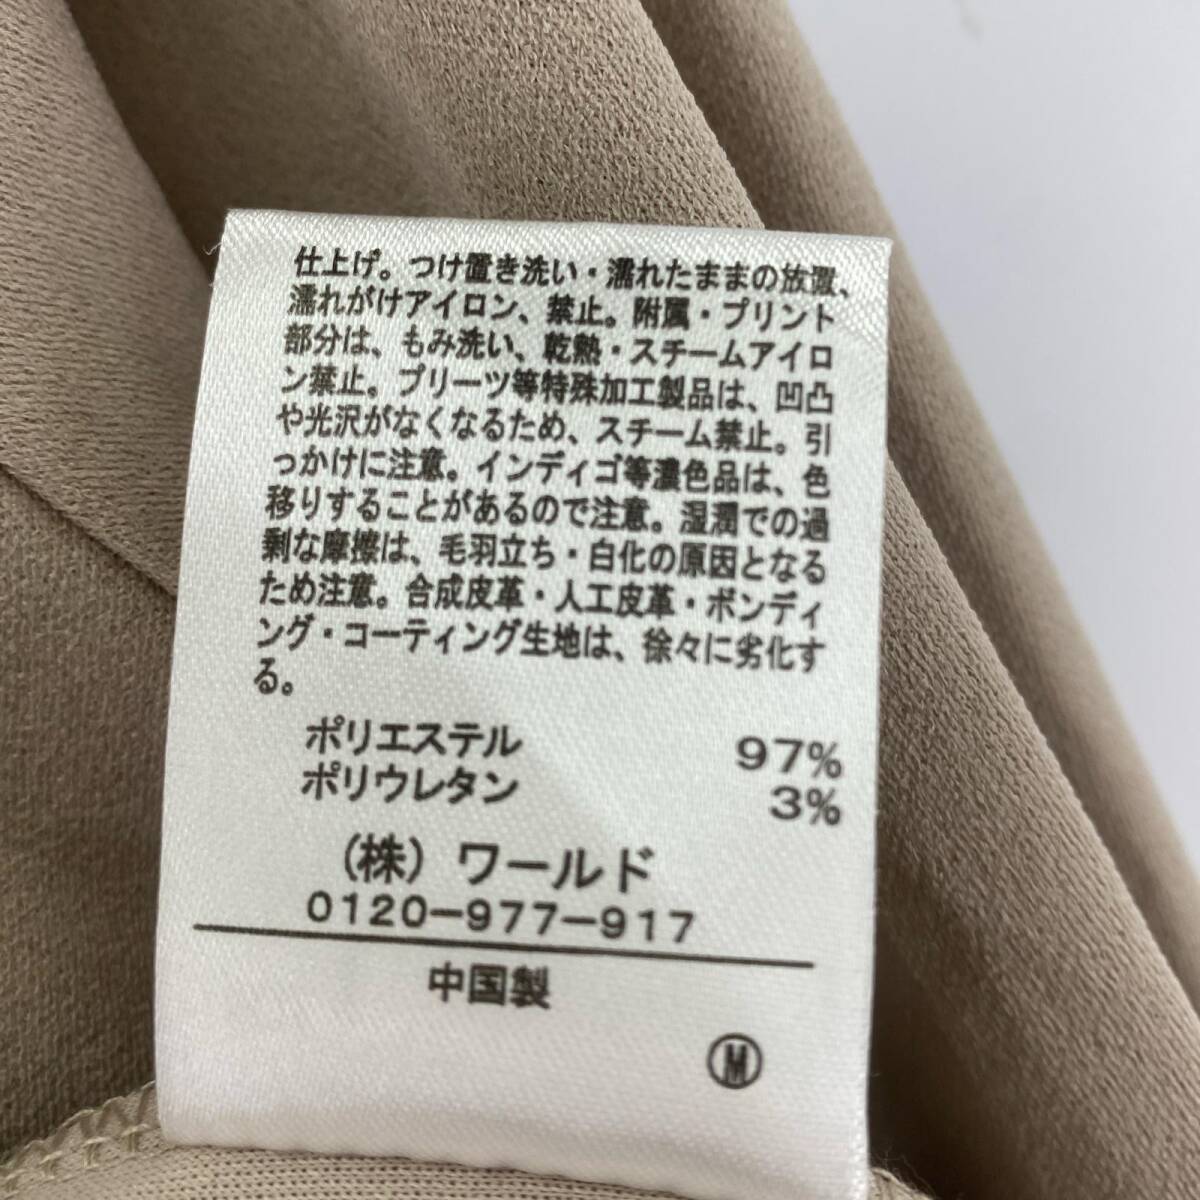 仕上げ。つけ置き洗い・濡れたままの放置、
濡れがけアイロン、禁止。附属・プリント
部分は、もみ洗い、乾熱・スチームアイロ
ン禁止。プリーツ等特殊加工製品は、凹凸
や光沢がなくなるため、スチーム禁止。引
っかけに注意。インディゴ等濃色品は、色
移りすることがあるので注意。湿潤での過
剰な摩擦は、毛羽立ち・白化の原因となる
ため注意。合成皮革・人工皮革・ボンディ
ング・コーティング生地は、徐々に劣化す
る。
ポリエステル 97%
ポリウレタン 3%
(株) ワールド
0120-977-917
中国製
Ⓜ